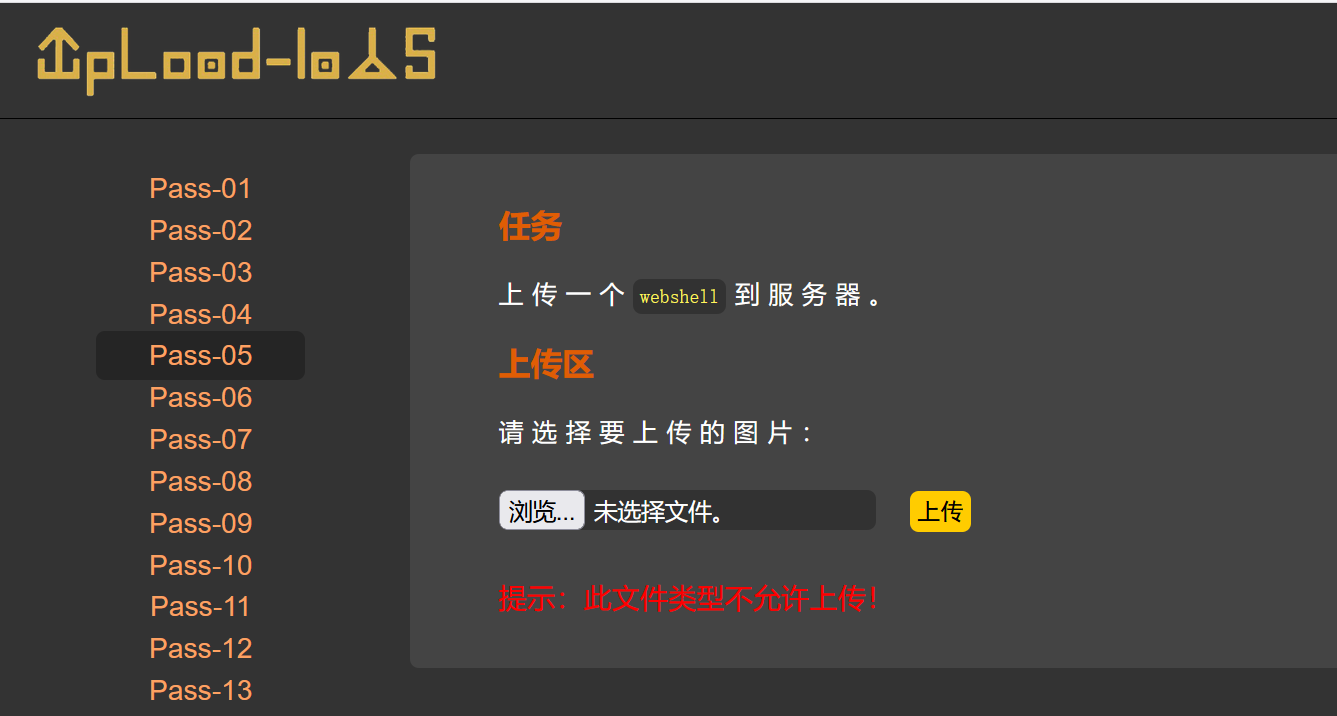 UpLoad-labS
Pass-01
Pass-02
Pass-03
Pass-04
Pass-05
Pass-06
Pass-07
Pass-08
Pass-09
Pass-10
Pass-11
Pass-12
Pass-13
任务
上传一个 webshell 到服务器。
上传区
请选择要上传的图片：
浏览... 未选择文件。 上传
提示：此文件类型不允许上传！